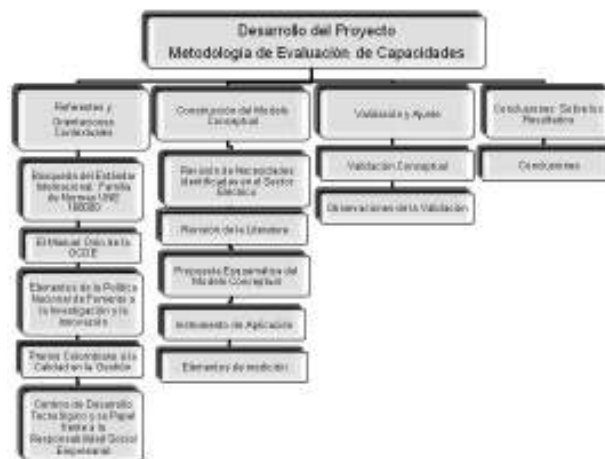 Desarrollo del Proyecto
Metodología de Evaluación de Capacidades
Referentes y
Orientaciones
Contextuales
Búsqueda del Estándar
Internacional: Familia
de Normas UNE
166000
El Manual Oslo de la
OCDE
Elementos de la Política
Nacional de Fomento a
la Investigación y la
Innovación
Premio Colombiano a la
Calidad en la Gestión
Centros de Desarrollo
Tecnológico y su Papel
frente a la
Responsabilidad Social
Empresarial
Construcción del Modelo
Conceptual
Revisión de Necesidades
Identificadas en el Sector
Eléctrico
Revisión de la Literatura
Propuesta Esquemática del
Modelo Conceptual
Instrumento de Aplicación
Elementos de medición
Validación y Ajuste
Validación Conceptual
Observaciones de la Validación
Conclusiones Sobre los
Resultados
Conclusiones